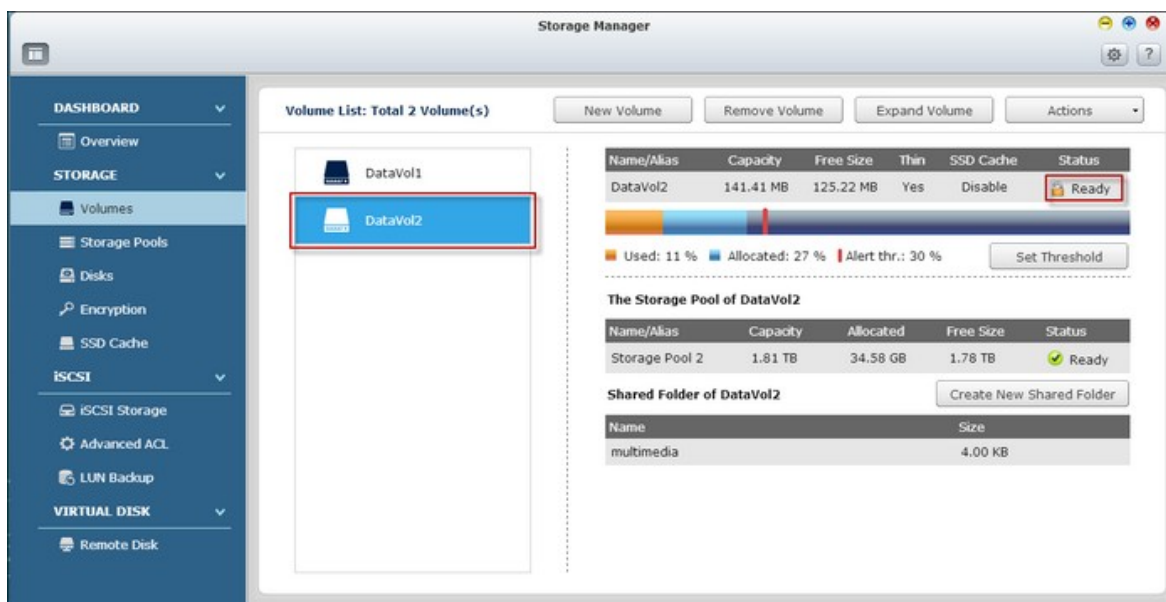 Storage Manager
?
DASHBOARD
Overview
STORAGE
Volumes
Storage Pools
Disks
Encryption
SSD Cache
iSCSI
iSCSI Storage
Advanced ACL
LUN Backup
VIRTUAL DISK
Remote Disk
Volume List: Total 2 Volume(s)
New Volume
Remove Volume
Expand Volume
Actions
DataVol1
DataVol2
Name/Alias Capacity Free Size Thin SSD Cache Status
DataVol2 141.41 MB 125.22 MB Yes Disable Ready
Used: 11 % Allocated: 27 % Alert thr.: 30 %
Set Threshold
The Storage Pool of DataVol2
Name/Alias Capacity Allocated Free Size Status
Storage Pool 2 1.81 TB 34.58 GB 1.78 TB Ready
Shared Folder of DataVol2
Create New Shared Folder
Name Size
multimedia 4.00 KB